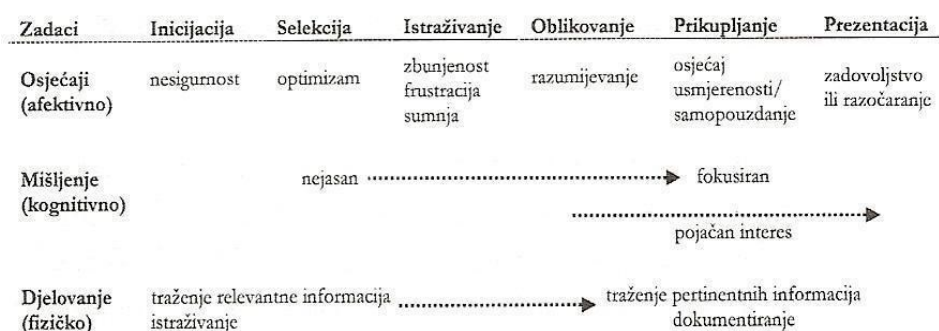 Zadaci Inicijacija Selekcija Istraživanje Oblikovanje Prikupljanje Prezentacija
Osjećaji (afektivno) nesigurnost optimizam zbunjenost frustracija sumnja razumijevanje osjećaj usmjerenosti/ samopouzdanje zadovoljstvo ili razočaranje
Mišljenje (kognitivno) nejasan fokusiran
pojačan interes
Djelovanje (fizičko) traženje relevantne informacija istraživanje traženje pertinentnih informacija dokumentiranje